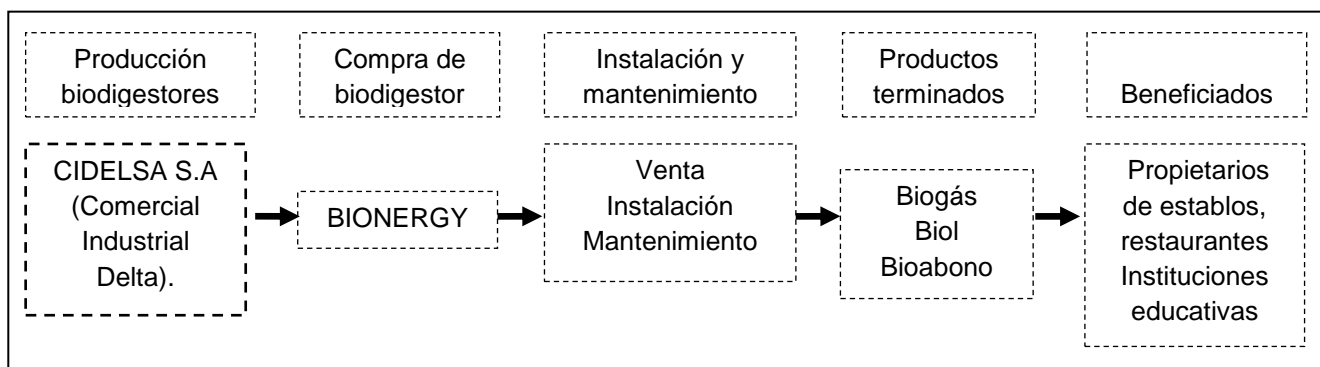 Producción
biodigestores
Compra de
biodigestor
Instalación y
mantenimiento
Productos
terminados
Beneficiados
CIDELSA S.A
(Comercial
Industrial
Delta).
BIONERGY
Venta
Instalación
Mantenimiento
Biogás
Biol
Bioabono
Propietarios
de establos,
restaurantes
Instituciones
educativas